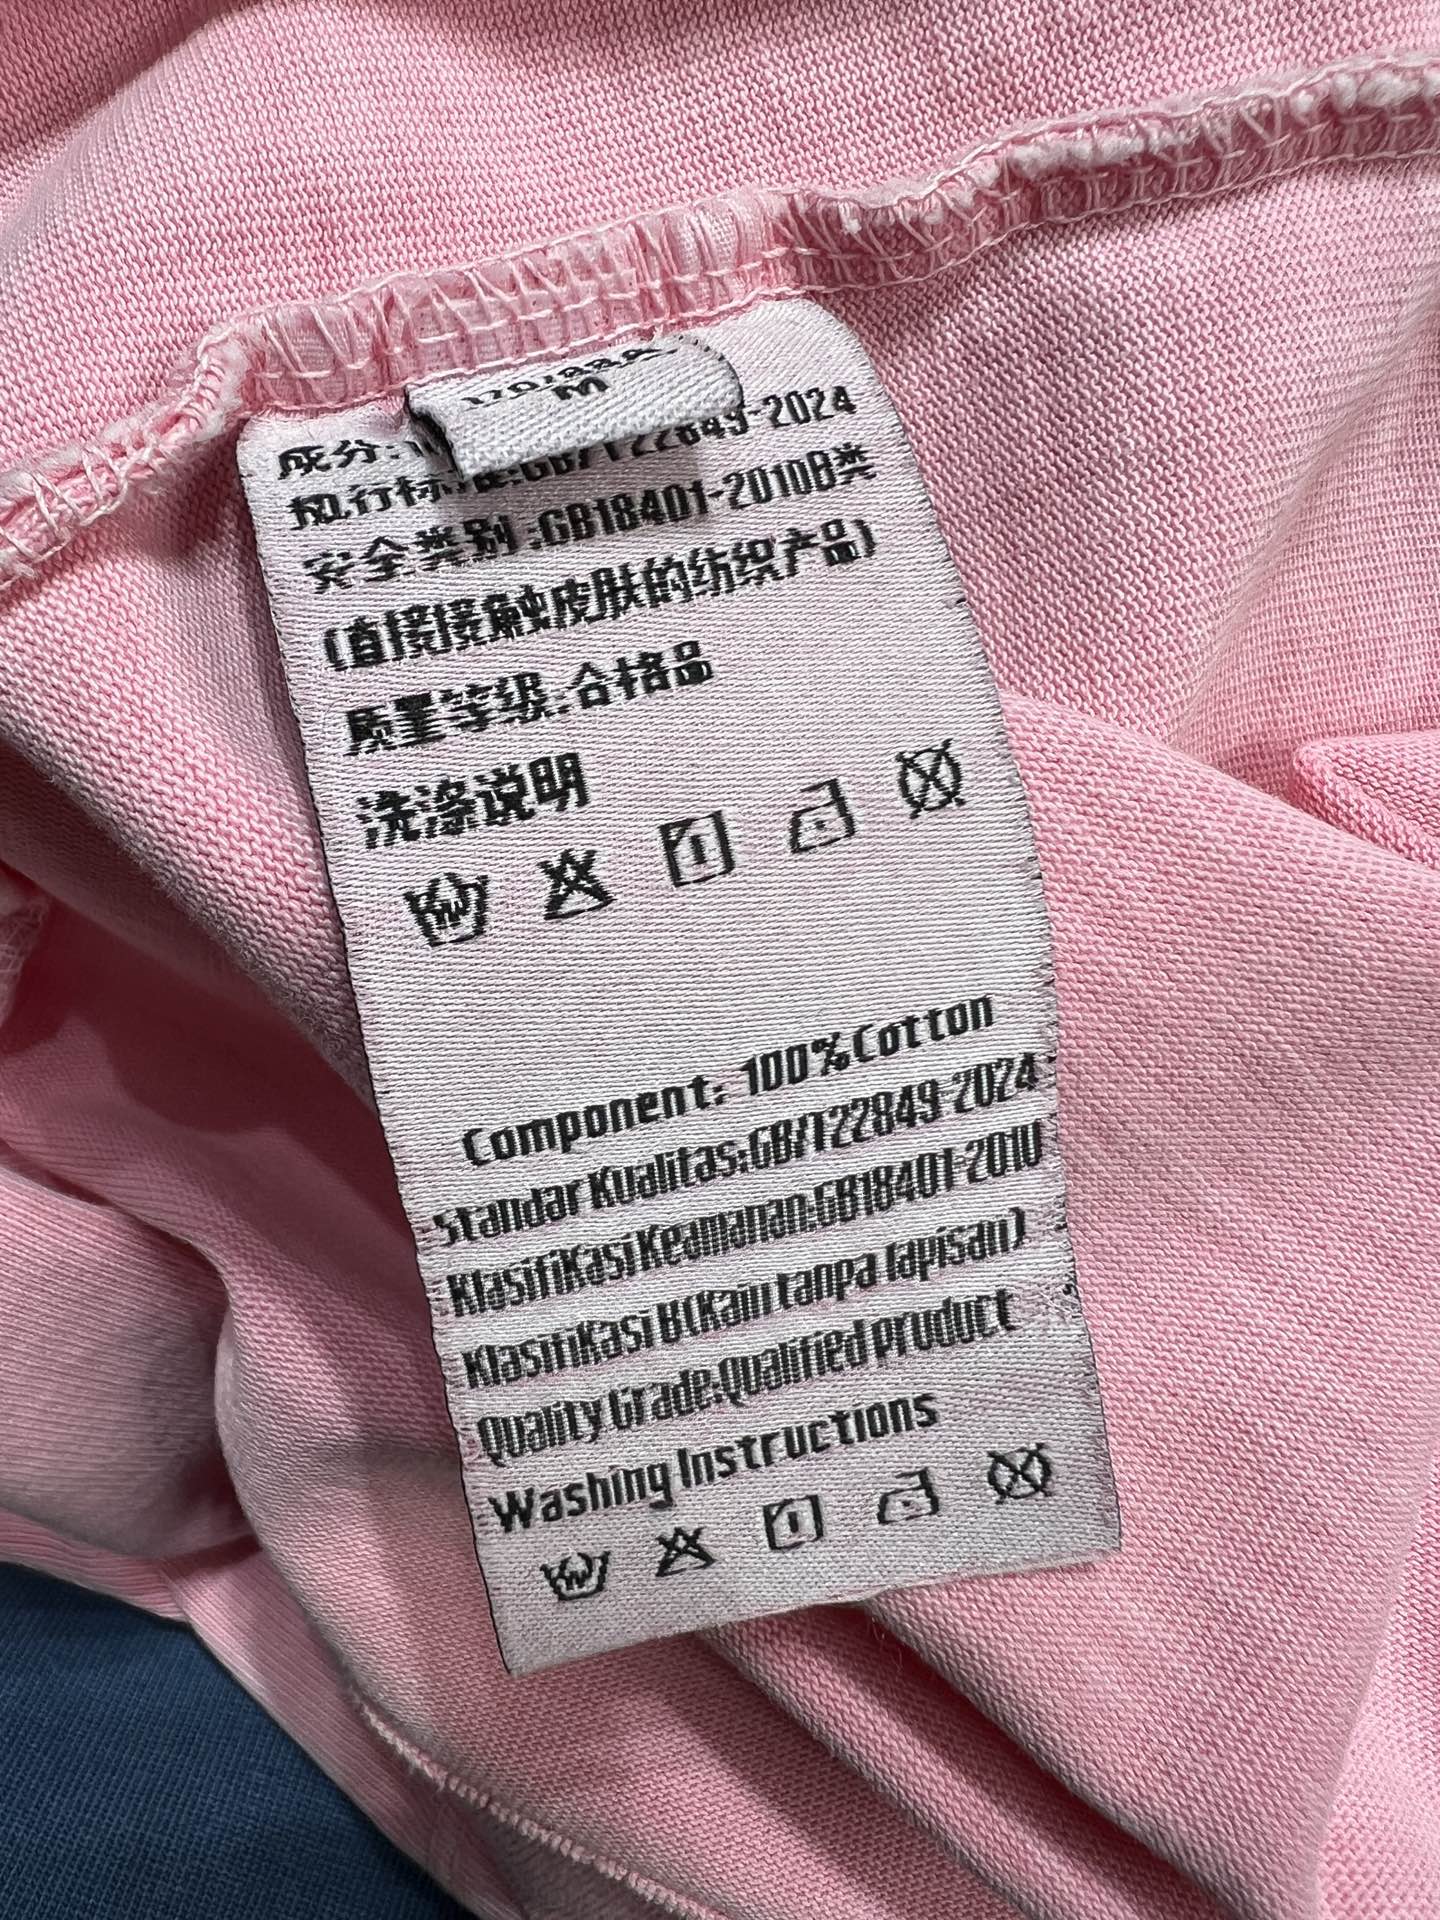 M
成分:
执行标准:GB/T22849-2024
安全类别:GB18401-2010B类
(直接接触皮肤的纺织产品)
质量等级:合格品
洗涤说明
Component: 100%Cotton
Standar Kualitas:GB/T22849-2024
Klasifikasi Keamanan:GB18401-2010
Klasifikasi B(Kain tanpa lapisan)
Quality Grade:Qualified product
Washing Instructions